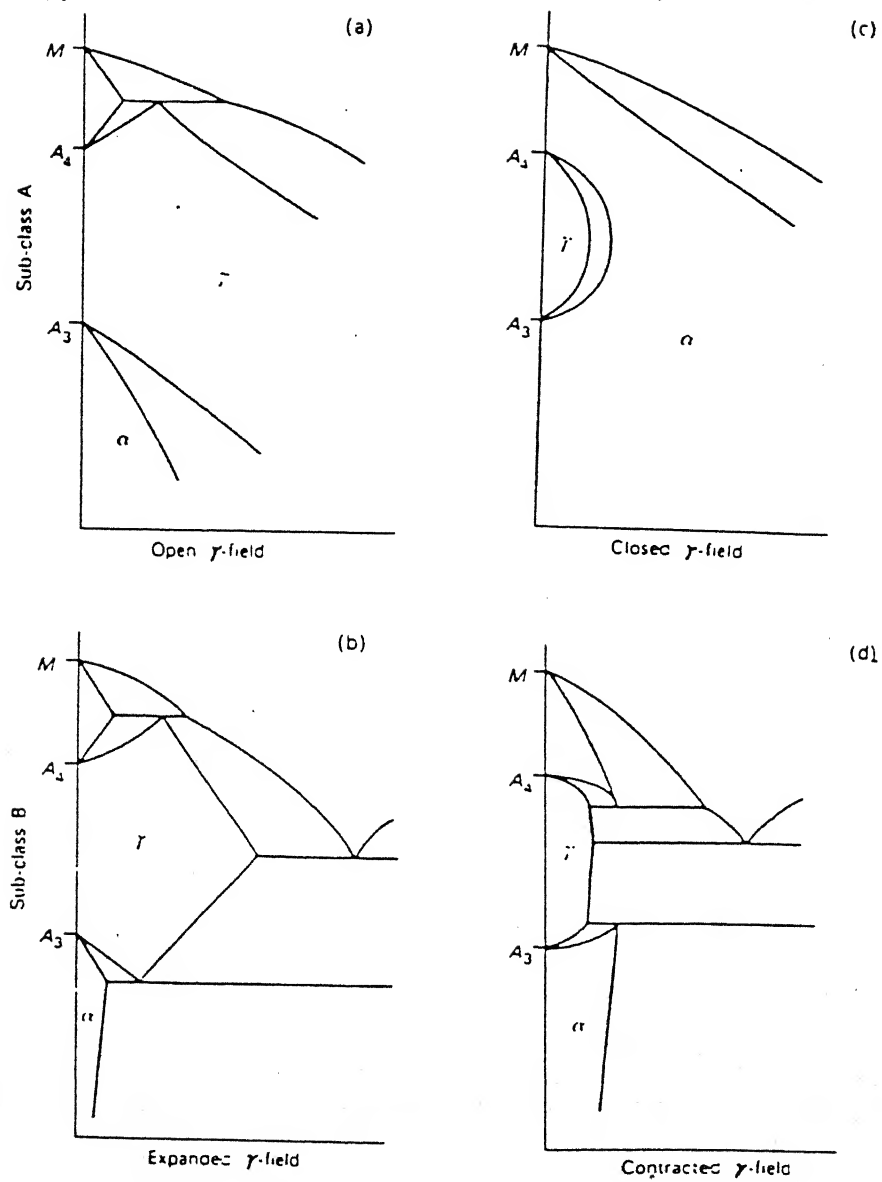 (a)
M
A₄
Sub-class A
γ
A₃
α
Open γ-field
(c)
M
A₄
γ
A₃
α
Closed γ-field
(b)
M
A₄
Sub-class B
γ
A₃
α
Expanded γ-field
(d)
M
A₄
γ
A₃
α
Contracted γ-field